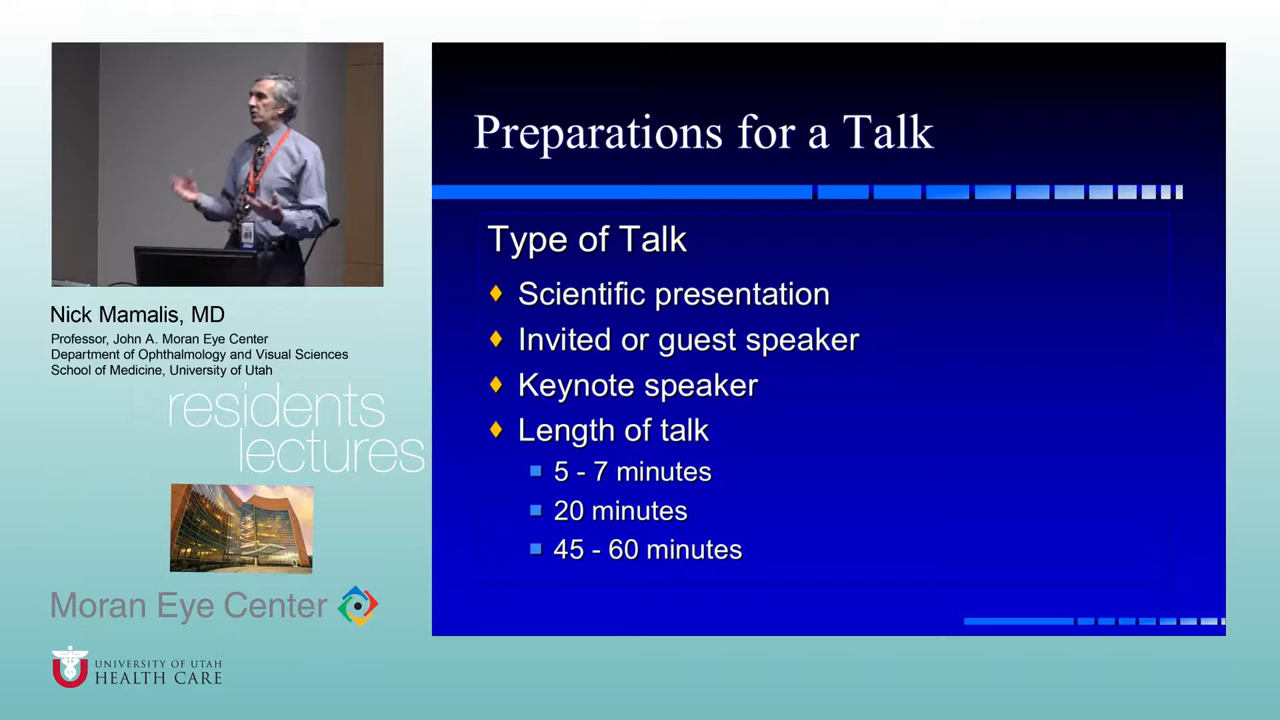 Nick Mamalis, MD
Professor, John A. Moran Eye Center
Department of Ophthalmology and Visual Sciences
School of Medicine, University of Utah
residents
lectures
Moran Eye Center
UNIVERSITY OF UTAH
HEALTH CARE
Preparations for a Talk
Type of Talk
Scientific presentation
Invited or guest speaker
Keynote speaker
Length of talk
5 - 7 minutes
20 minutes
45 - 60 minutes